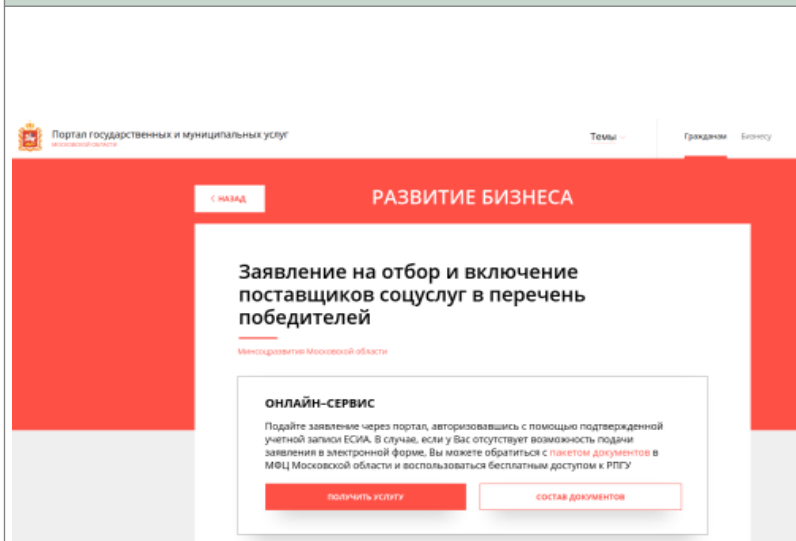 Портал государственных и муниципальных услуг
МОСКОВСКОЙ ОБЛАСТИ
Темы
Гражданам Бизнесу
< НАЗАД
РАЗВИТИЕ БИЗНЕСА
Заявление на отбор и включение
поставщиков соцуслуг в перечень
победителей
Минсоцразвития Московской области
ОНЛАЙН-СЕРВИС
Подайте заявление через портал, авторизовавшись с помощью подтвержденной
учетной записи ЕСИА. В случае, если у Вас отсутствует возможность подачи
заявления в электронной форме, Вы можете обратиться с пакетом документов в
МФЦ Московской области и воспользоваться бесплатным доступом к РПГУ
ПОЛУЧИТЬ УСЛУГУ
СОСТАВ ДОКУМЕНТОВ